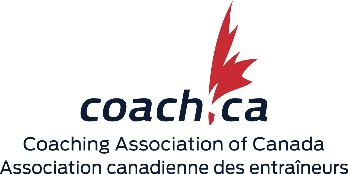 coach.ca
Coaching Association of Canada
Association canadienne des entraîneurs